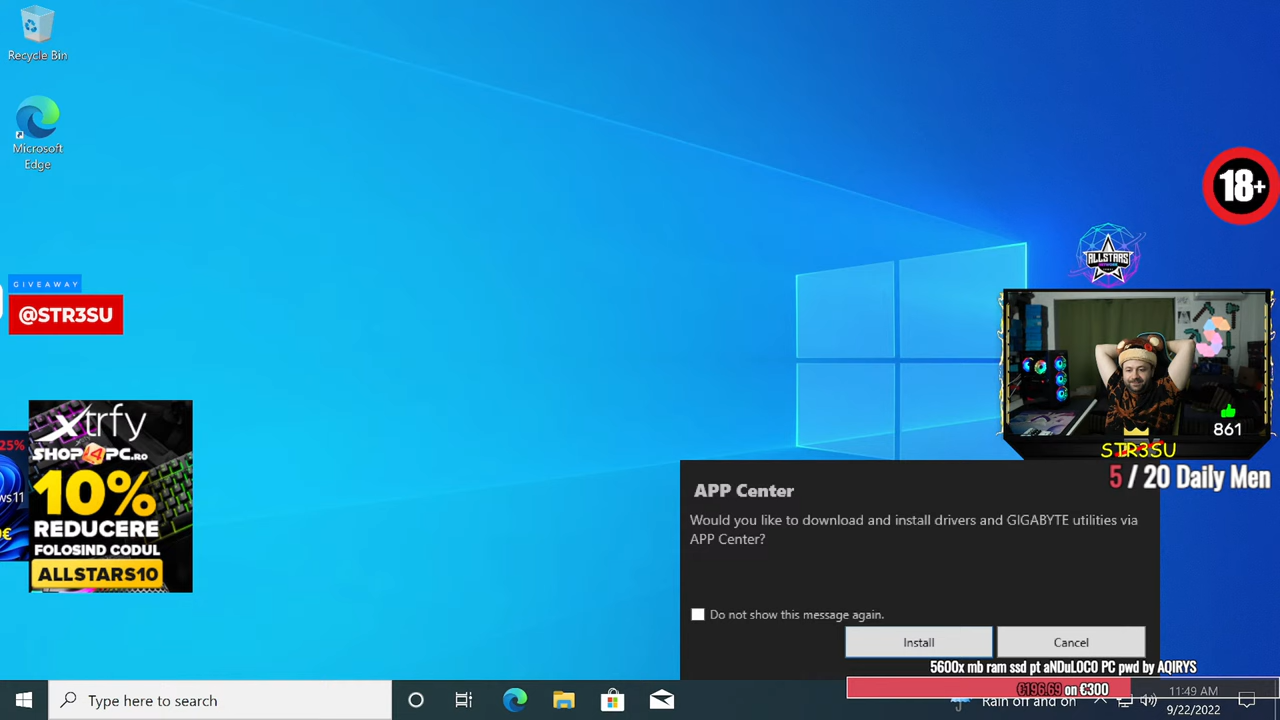 Recycle Bin
Microsoft
Edge
GIVEAWAY
@STR3SU
25%
ws11
€
xtrfy
SHOP4PC.RO
10%
REDUCERE
FOLOSIND CODUL
ALLSTARS10
18+
ALLSTARS
861
STR3SU
5 / 20 Daily Men
APP Center
Would you like to download and install drivers and GIGABYTE utilities via
APP Center?
Do not show this message again.
Install
Cancel
5600x mb ram ssd pt aNDuLOCO PC pwd by AQIRYS
€196.69 on €300
Type here to search
Rain off and on
11:49 AM
9/22/2022